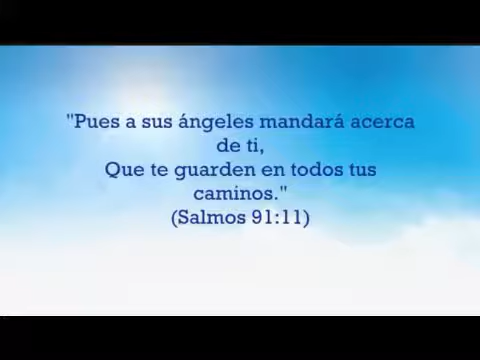 "Pues a sus ángeles mandará acerca
de ti,
Que te guarden en todos tus
caminos."
(Salmos 91:11)